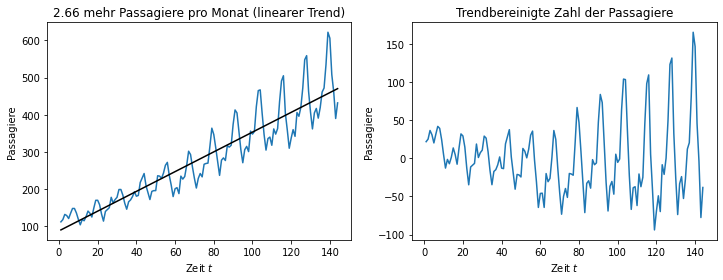 2.66 mehr Passagiere pro Monat (linearer Trend)
600
500
400
300
200
100
Passagiere
0 20 40 60 80 100 120 140
Zeit t
Trendbereinigte Zahl der Passagiere
150
100
50
0
−50
−100
Passagiere
0 20 40 60 80 100 120 140
Zeit t